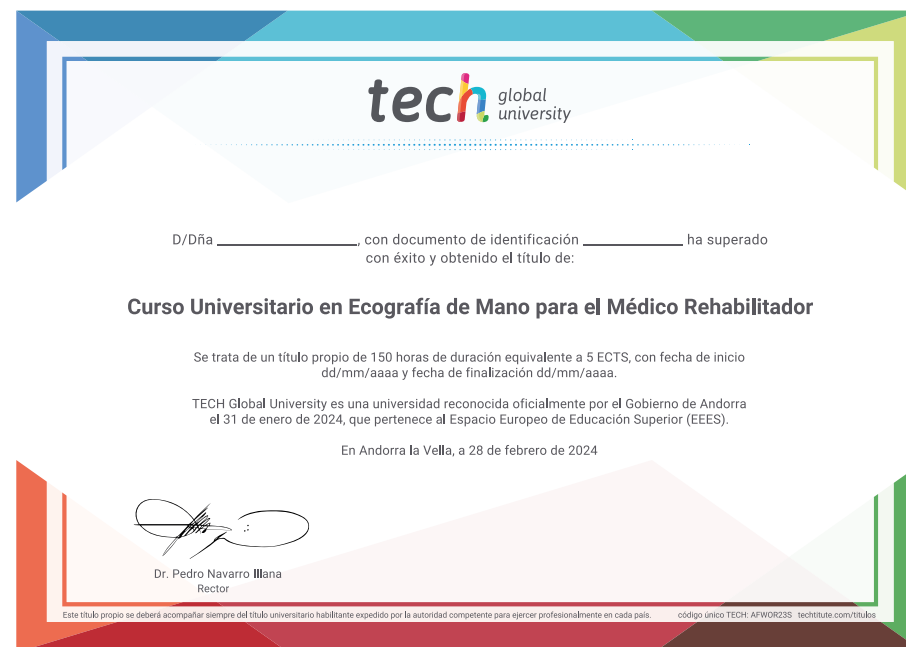 tech global university
D/Dña ____________________, con documento de identificación ______________ ha superado
con éxito y obtenido el título de:
Curso Universitario en Ecografía de Mano para el Médico Rehabilitador
Se trata de un título propio de 150 horas de duración equivalente a 5 ECTS, con fecha de inicio
dd/mm/aaaa y fecha de finalización dd/mm/aaaa.
TECH Global University es una universidad reconocida oficialmente por el Gobierno de Andorra
el 31 de enero de 2024, que pertenece al Espacio Europeo de Educación Superior (EEES).
En Andorra la Vella, a 28 de febrero de 2024
Dr. Pedro Navarro Illana
Rector
Este título propio se deberá acompañar siempre del título universitario habilitante expedido por la autoridad competente para ejercer profesionalmente en cada país. código único TECH: AFWOR23S techtitute.com/titulos